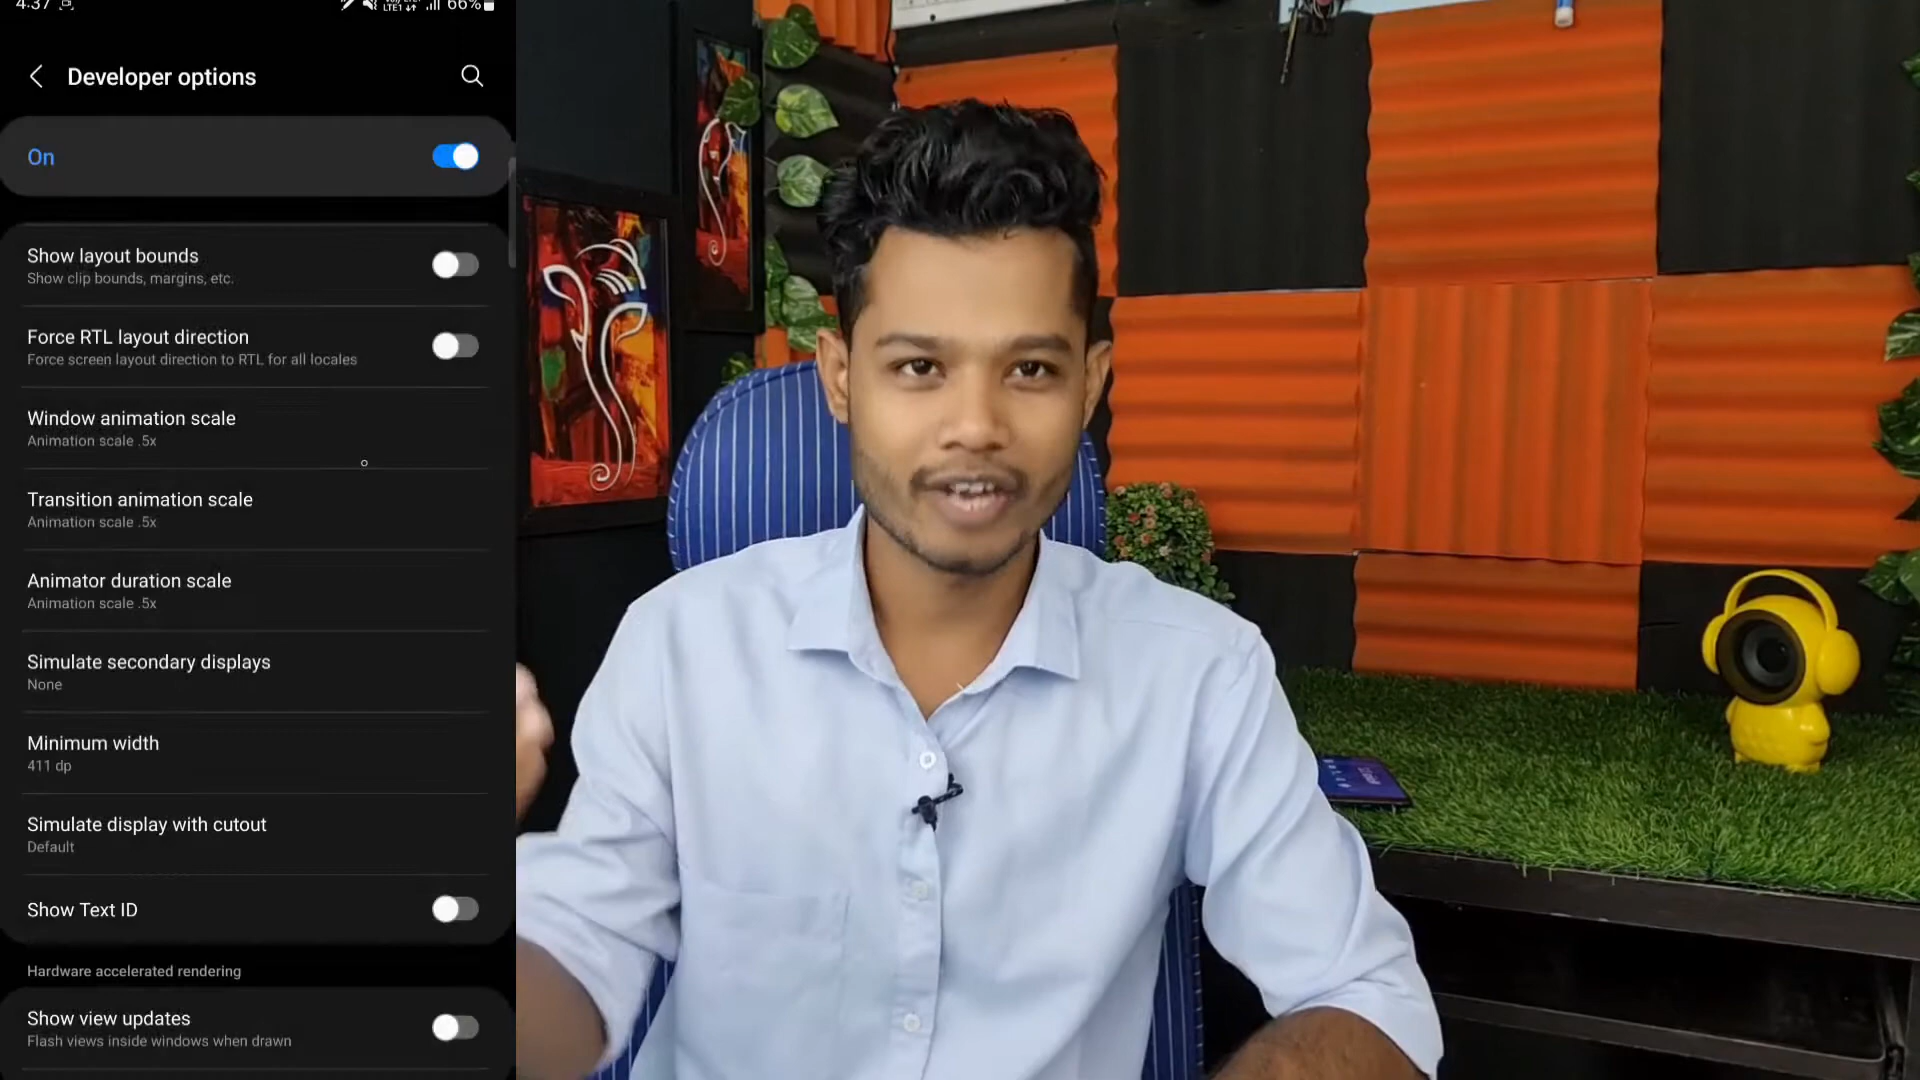 4:37
66%
Developer options
On
Show layout bounds
Show clip bounds, margins, etc.
Force RTL layout direction
Force screen layout direction to RTL for all locales
Window animation scale
Animation scale .5x
Transition animation scale
Animation scale .5x
Animator duration scale
Animation scale .5x
Simulate secondary displays
None
Minimum width
411 dp
Simulate display with cutout
Default
Show Text ID
Hardware accelerated rendering
Show view updates
Flash views inside windows when drawn